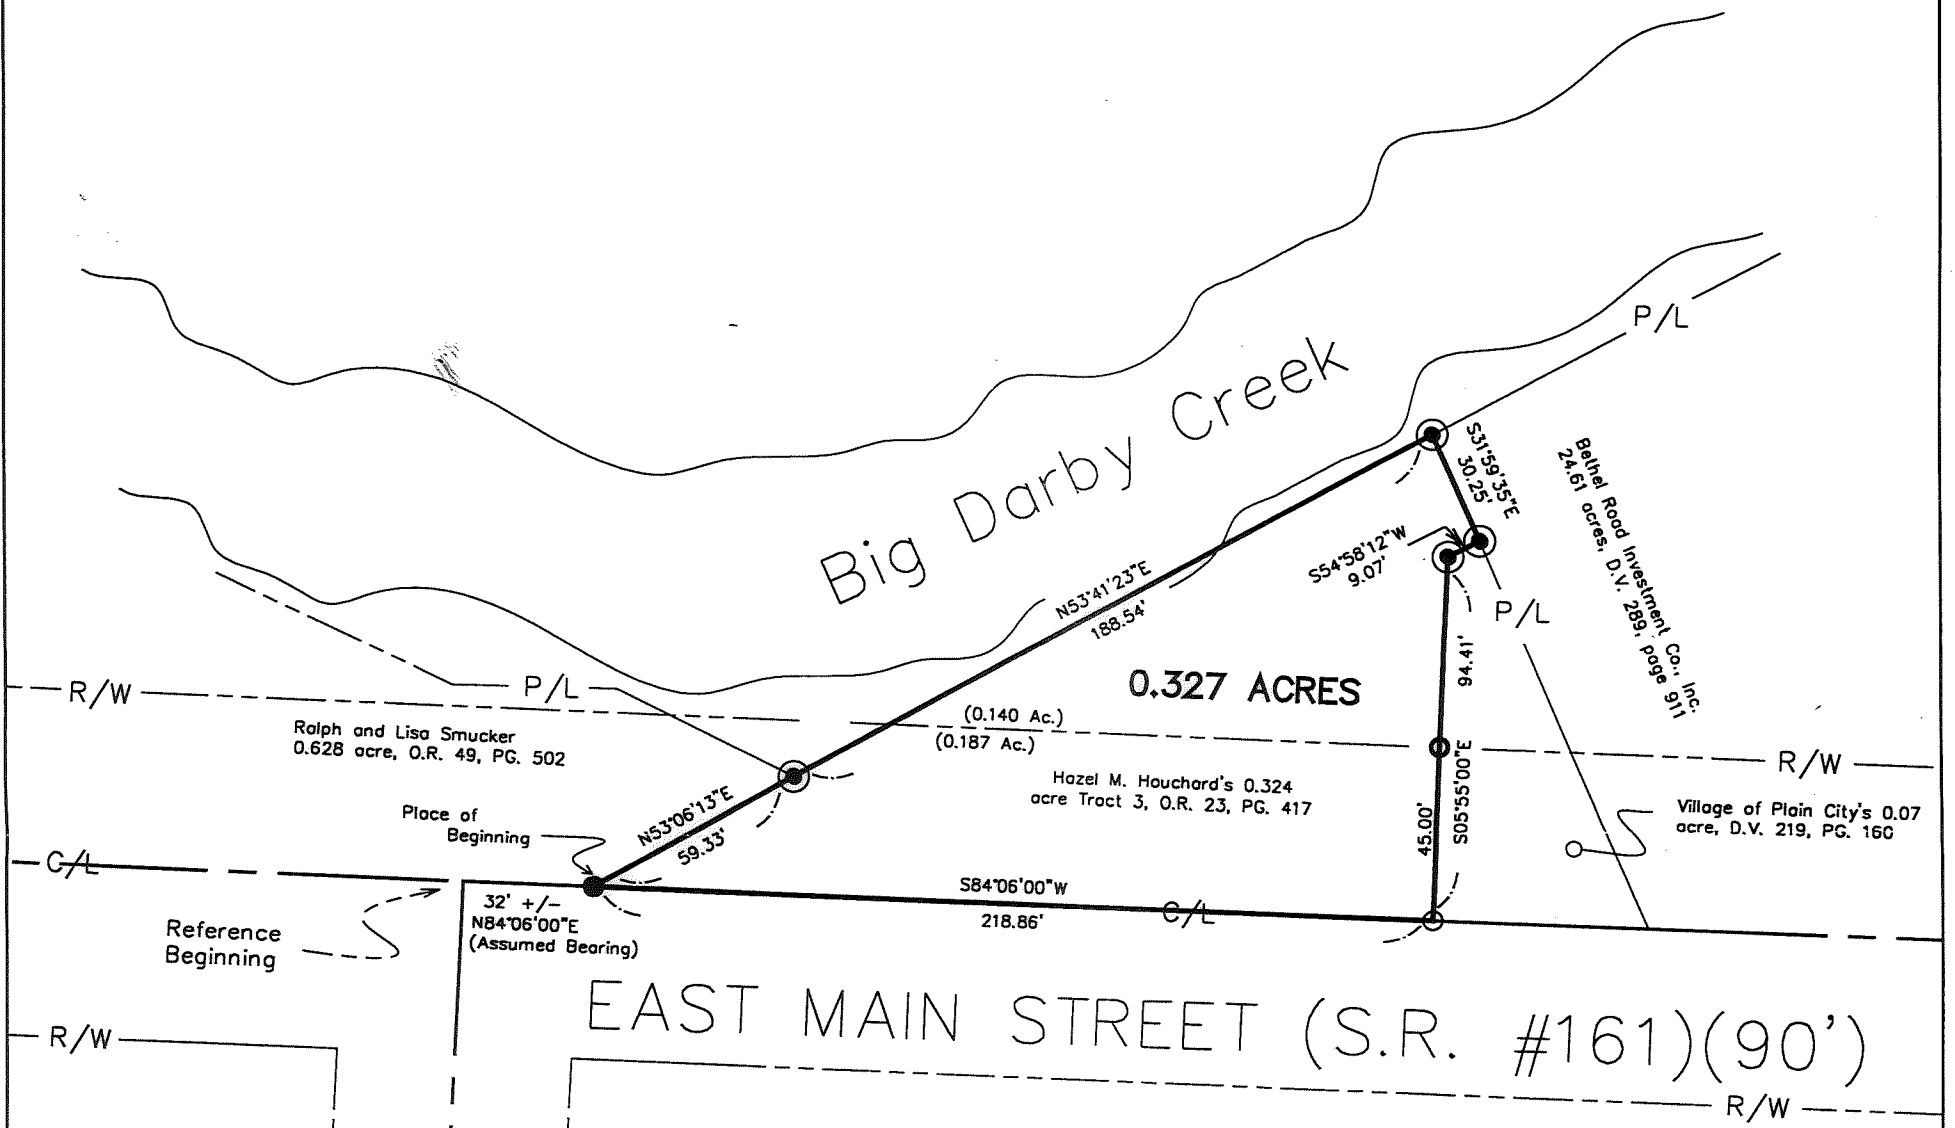 Big Darby Creek
P/L
S31°59'35"E
30.25'
Bethel Road Investment Co., Inc.
24.61 acres, D.V. 289, page 911
S54°58'12"W
9.07'
N53°41'23"E
188.54'
P/L
94.41'
0.327 ACRES
P/L
R/W
(0.140 Ac.)
(0.187 Ac.)
Ralph and Lisa Smucker
0.628 acre, O.R. 49, PG. 502
S05°55'00"E
45.00'
R/W
Hazel M. Houchard's 0.324
acre Tract 3, O.R. 23, PG. 417
N53°06'13"E
59.33'
Place of
Beginning
Village of Plain City's 0.07
acre, D.V. 219, PG. 160
C/L
S84°06'00"W
218.86'
C/L
32' +/-
N84°06'00"E
(Assumed Bearing)
Reference
Beginning
EAST MAIN STREET (S.R. #161)(90')
R/W
R/W